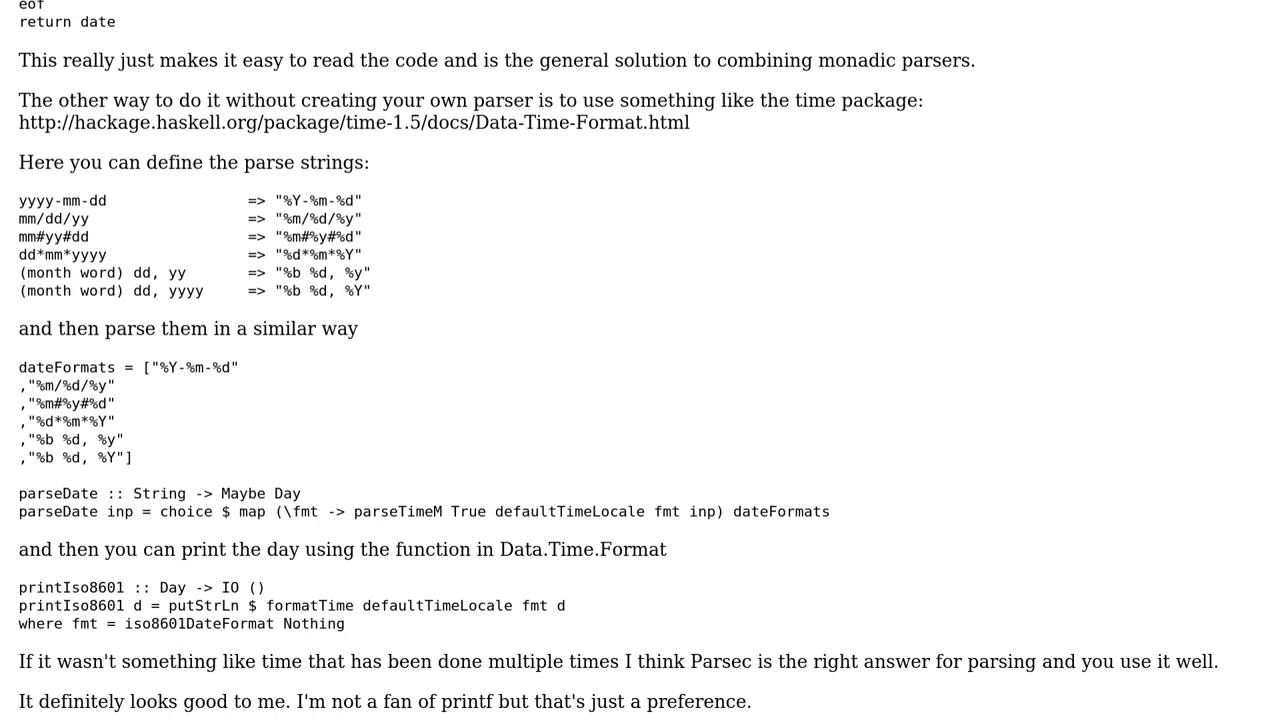 eof
return date
This really just makes it easy to read the code and is the general solution to combining monadic parsers.
The other way to do it without creating your own parser is to use something like the time package:
http://hackage.haskell.org/package/time-1.5/docs/Data-Time-Format.html
Here you can define the parse strings:
yyyy-mm-dd                => "%Y-%m-%d"
mm/dd/yy                  => "%m/%d/%y"
mm#yy#dd                  => "%m#%y#%d"
dd*mm*yyyy                => "%d*%m*%Y"
(month word) dd, yy       => "%b %d, %y"
(month word) dd, yyyy     => "%b %d, %Y"
and then parse them in a similar way
dateFormats = ["%Y-%m-%d"
,"%m/%d/%y"
,"%m#%y#%d"
,"%d*%m*%Y"
,"%b %d, %y"
,"%b %d, %Y"]
parseDate :: String -> Maybe Day
parseDate inp = choice $ map (\fmt -> parseTimeM True defaultTimeLocale fmt inp) dateFormats
and then you can print the day using the function in Data.Time.Format
printIso8601 :: Day -> IO ()
printIso8601 d = putStrLn $ formatTime defaultTimeLocale fmt d
where fmt = iso8601DateFormat Nothing
If it wasn't something like time that has been done multiple times I think Parsec is the right answer for parsing and you use it well.
It definitely looks good to me. I'm not a fan of printf but that's just a preference.